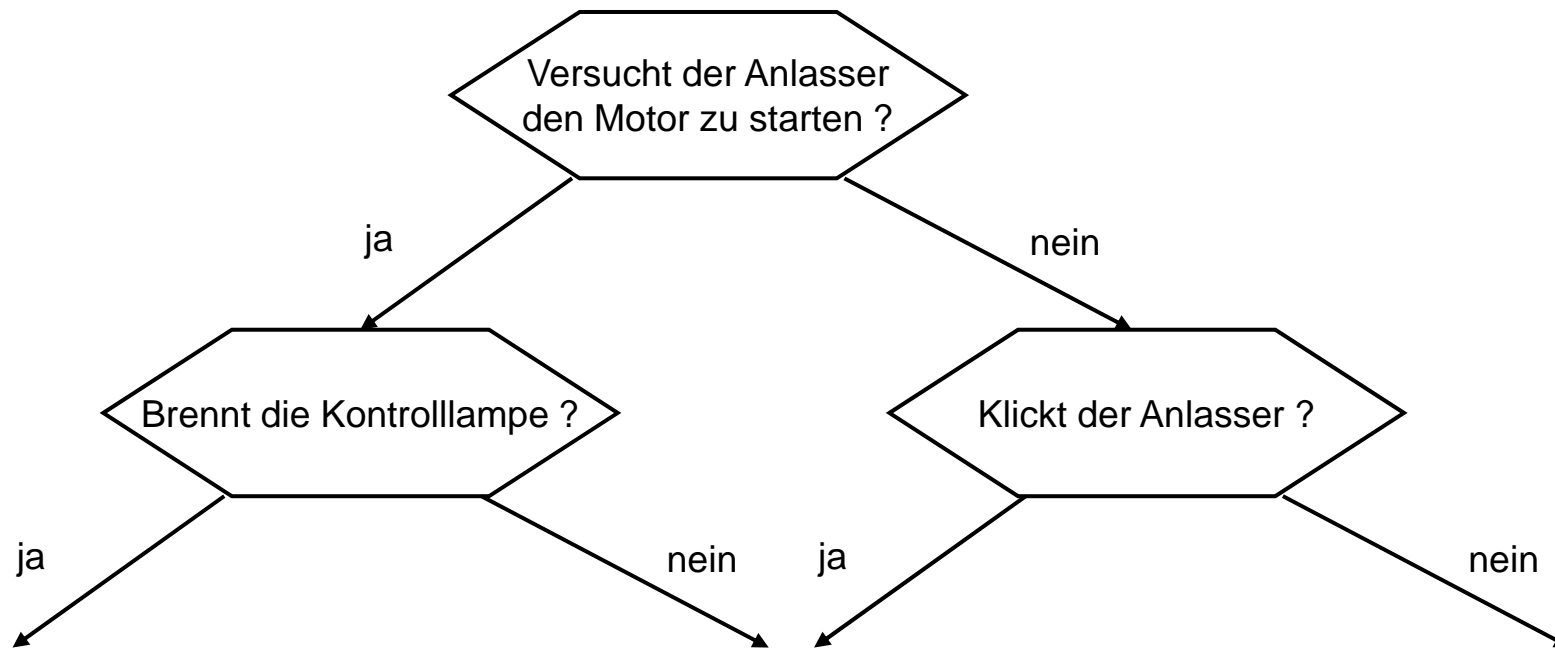 Versucht der Anlasser
den Motor zu starten ?
ja
nein
Brennt die Kontrolllampe ?
Klickt der Anlasser ?
ja
nein
ja
nein